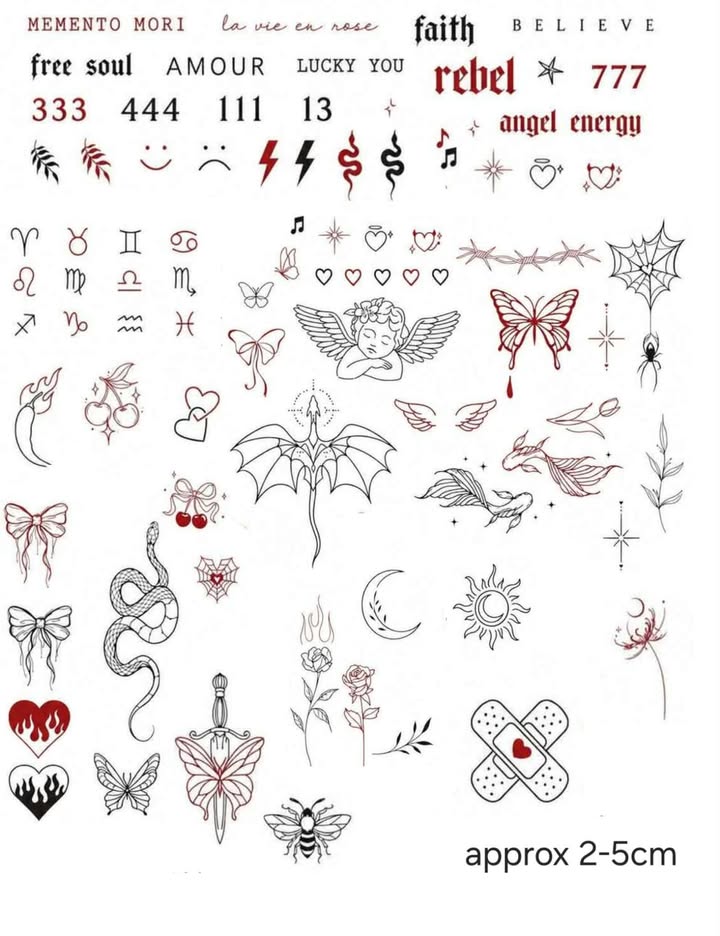 MEMENTO MORI la vie en rose faith BELIEVE
free soul AMOUR LUCKY YOU rebel 777
333 444 111 13 angel energy
approx 2-5cm